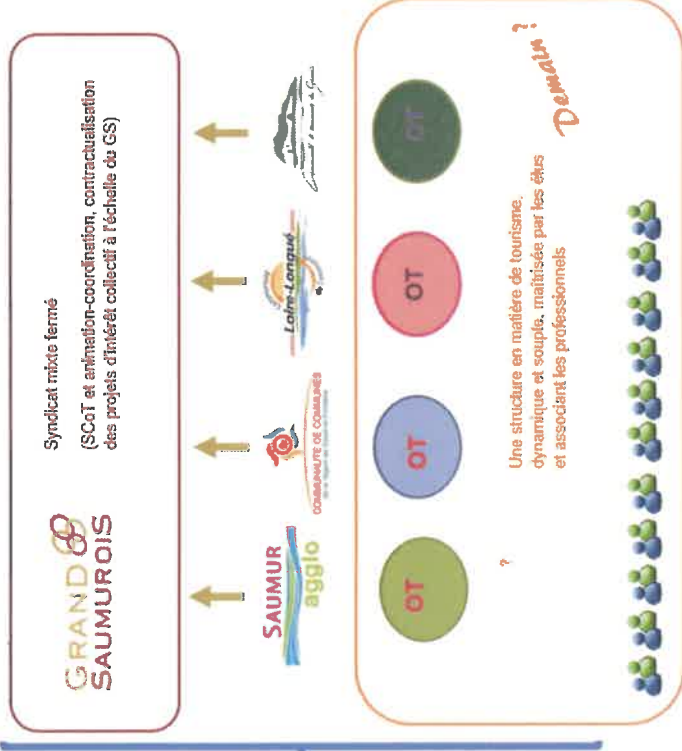 GRAND
SAUMUROIS
Syndicat mixte fermé
(SCoT et animation-coordination, contractualisation
des projets d'intérêt collectif à l'échelle du GS)
SAUMUR
agglo
COMMUNAUTE DE COMMUNES
Loire-Longué
OT
OT
OT
OT
?
Une structure en matière de tourisme,
dynamique et souple, maîtrisée par les élus
et associant les professionnels
Demain ?